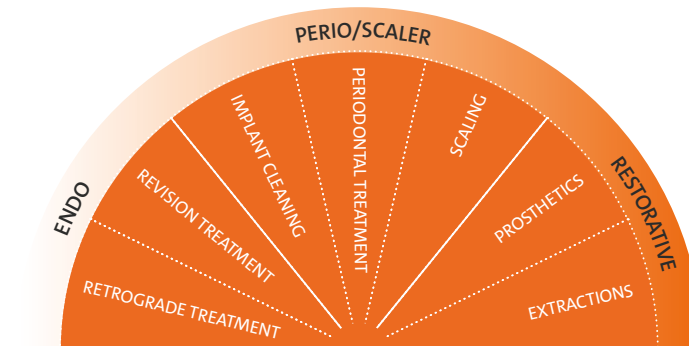 PERIO/SCALER
ENDO
RESTORATIVE
RETROGRADE TREATMENT
REVISION TREATMENT
IMPLANT CLEANING
PERIODONTAL TREATMENT
SCALING
PROSTHETICS
EXTRACTIONS